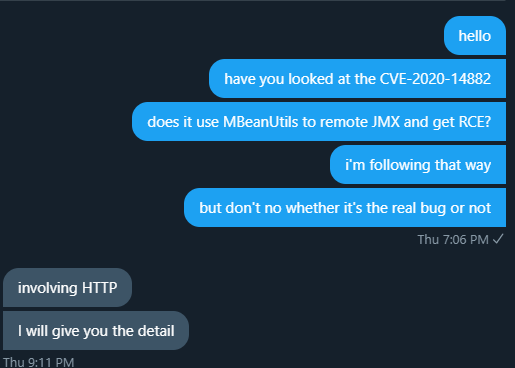 hello
have you looked at the CVE-2020-14882
does it use MBeanUtils to remote JMX and get RCE?
i'm following that way
but don't no whether it's the real bug or not
Thu 7:06 PM ✓
involving HTTP
I will give you the detail
Thu 9:11 PM